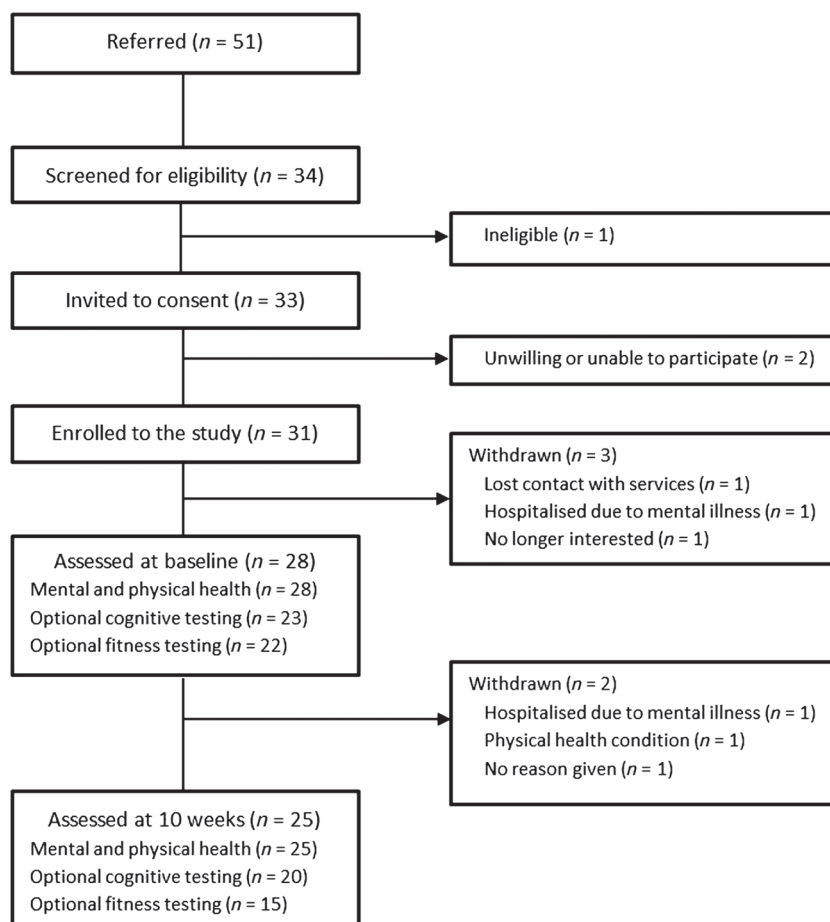 Referred (n = 51)
Screened for eligibility (n = 34)
Ineligible (n = 1)
Invited to consent (n = 33)
Unwilling or unable to participate (n = 2)
Enrolled to the study (n = 31)
Withdrawn (n = 3)
Lost contact with services (n = 1)
Hospitalised due to mental illness (n = 1)
No longer interested (n = 1)
Assessed at baseline (n = 28)
Mental and physical health (n = 28)
Optional cognitive testing (n = 23)
Optional fitness testing (n = 22)
Withdrawn (n = 2)
Hospitalised due to mental illness (n = 1)
Physical health condition (n = 1)
No reason given (n = 1)
Assessed at 10 weeks (n = 25)
Mental and physical health (n = 25)
Optional cognitive testing (n = 20)
Optional fitness testing (n = 15)